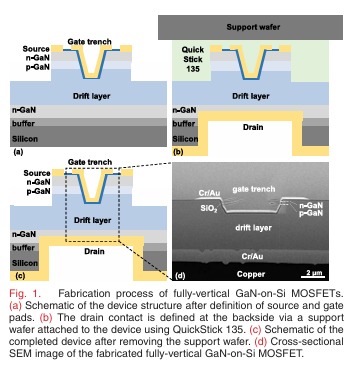 Source
Gate trench
n-GaN
p-GaN
Drift layer
n-GaN
buffer
Silicon
(a)
Support wafer
Quick
Stick
135
Drift layer
n-GaN
buffer
Silicon
Drain
(b)
Source
Gate trench
n-GaN
p-GaN
Drift layer
n-GaN
buffer
Silicon
Drain
(c)
Cr/Au
gate trench
SiO2
n-GaN
p-GaN
drift layer
Cr/Au
Copper
2 µm
(d)
Fig. 1. Fabrication process of fully-vertical GaN-on-Si MOSFETs.
(a) Schematic of the device structure after definition of source and gate
pads. (b) The drain contact is defined at the backside via a support
wafer attached to the device using QuickStick 135. (c) Schematic of the
completed device after removing the support wafer. (d) Cross-sectional
SEM image of the fabricated fully-vertical GaN-on-Si MOSFET.